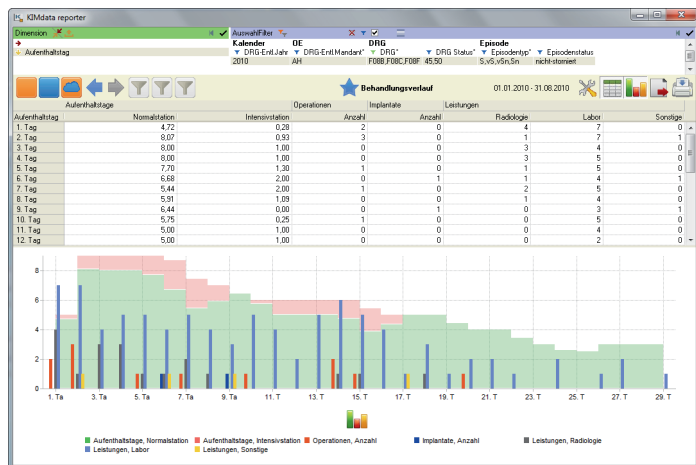 KIMdata reporter
Dimension
AuswahlFilter
Kalender OE DRG Episode
Aufenthaltstag
DRG-Entl.Jahr DRG-Entl.Mandant* DRG* DRG Status* Episodentyp* Episodenstatus
2010 AH F08B,F08C,F08F 45,50 S,vS,vSn,Sn nicht-storniert
Behandlungsverlauf 01.01.2010 - 31.08.2010
Aufenthaltstage Operationen Implantate Leistungen
Aufenthaltstag Normalstation Intensivstation Anzahl Anzahl Radiologie Labor Sonstige
1. Tag 4,72 0,28 2 0 4 7 0
2. Tag 8,07 0,93 3 0 1 7 1
3. Tag 8,00 1,00 0 0 3 4 0
4. Tag 8,00 1,00 0 0 3 5 0
5. Tag 7,70 1,30 1 0 1 5 0
6. Tag 6,68 2,00 0 1 1 4 1
7. Tag 5,44 2,00 1 0 2 5 0
8. Tag 5,91 1,09 0 0 1 4 0
9. Tag 6,44 0,00 0 1 0 3 1
10. Tag 5,75 0,25 1 0 0 5 0
11. Tag 5,00 1,00 0 0 0 4 0
12. Tag 5,00 1,00 0 0 0 2 0
8
6
4
2
0
1. Ta 3. Ta 5. Ta 7. Ta 9. Ta 11. T 13. T 15. T 17. T 19. T 21. T 23. T 25. T 27. T 29. T
Aufenthaltstage, Normalstation Aufenthaltstage, Intensivstation Operationen, Anzahl Implantate, Anzahl Leistungen, Radiologie
Leistungen, Labor Leistungen, Sonstige